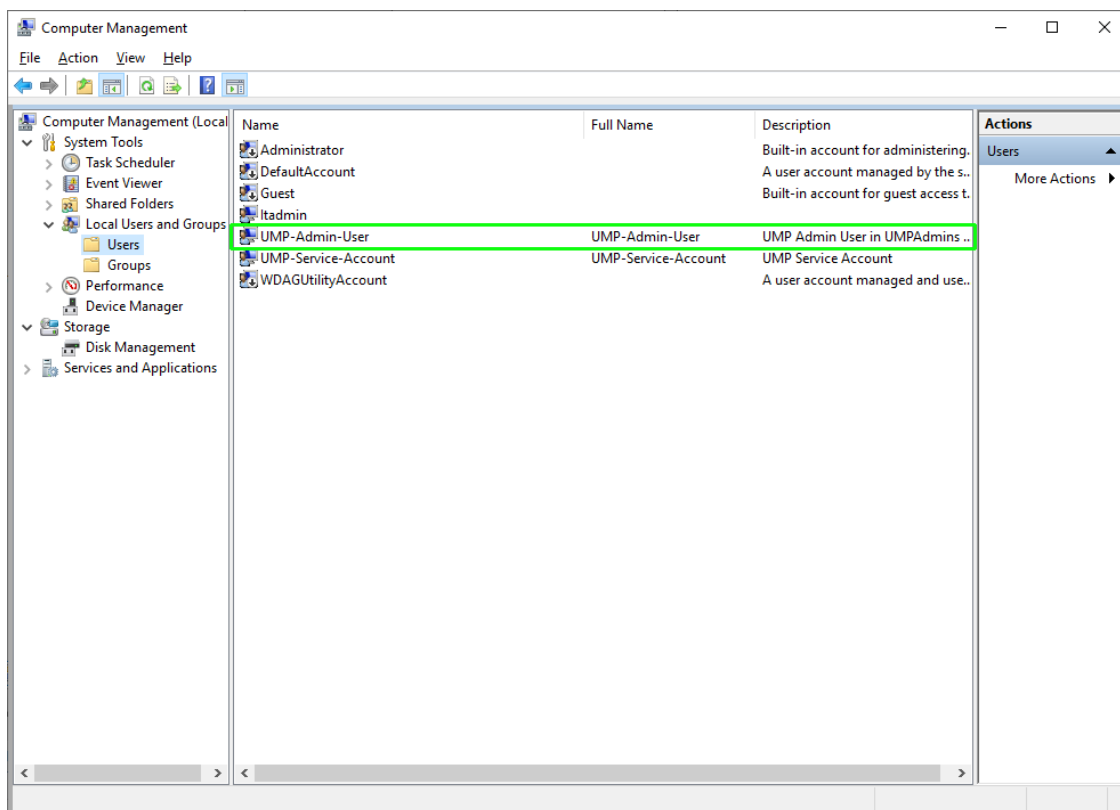 Computer Management
File Action View Help
Computer Management (Local
System Tools
Task Scheduler
Event Viewer
Shared Folders
Local Users and Groups
Users
Groups
Performance
Device Manager
Storage
Disk Management
Services and Applications
Name Full Name Description
Administrator Built-in account for administering.
DefaultAccount A user account managed by the s..
Guest Built-in account for guest access t.
Itadmin
UMP-Admin-User UMP-Admin-User UMP Admin User in UMPAdmins ..
UMP-Service-Account UMP-Service-Account UMP Service Account
WDAGUtilityAccount A user account managed and use..
Actions
Users
More Actions